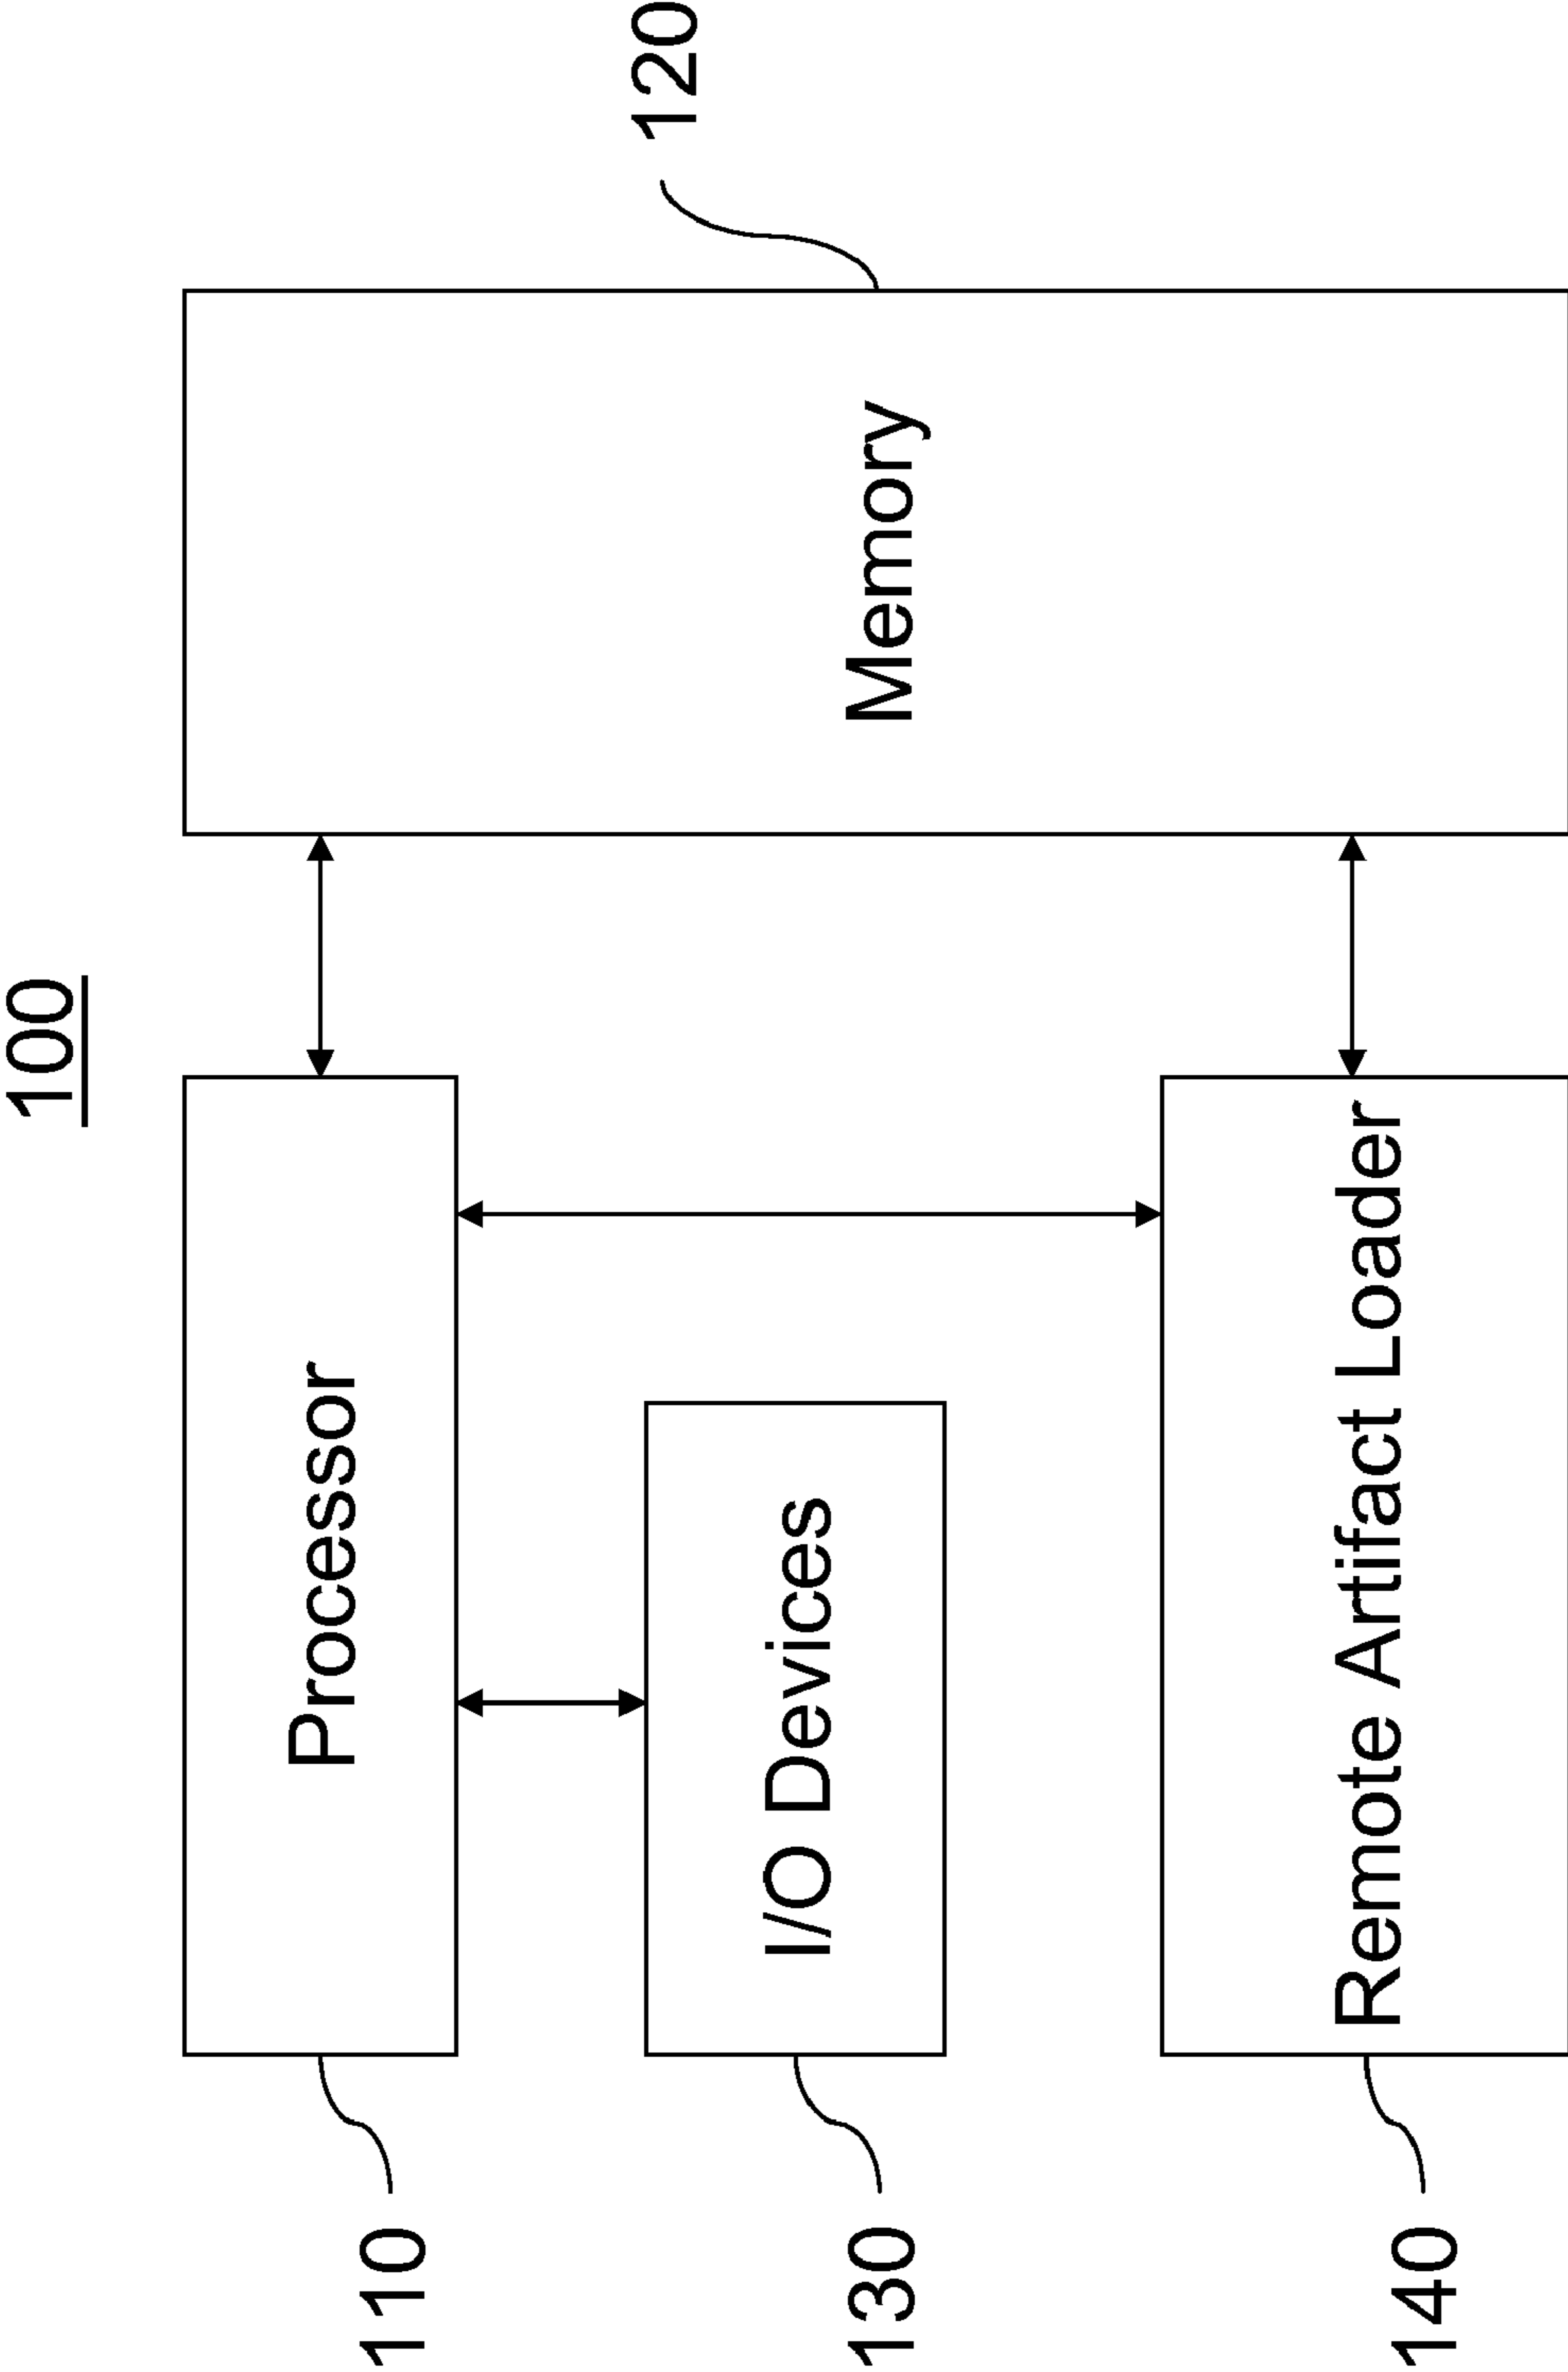 100
110
Processor
120
Memory
130
I/O Devices
140
Remote Artifact Loader